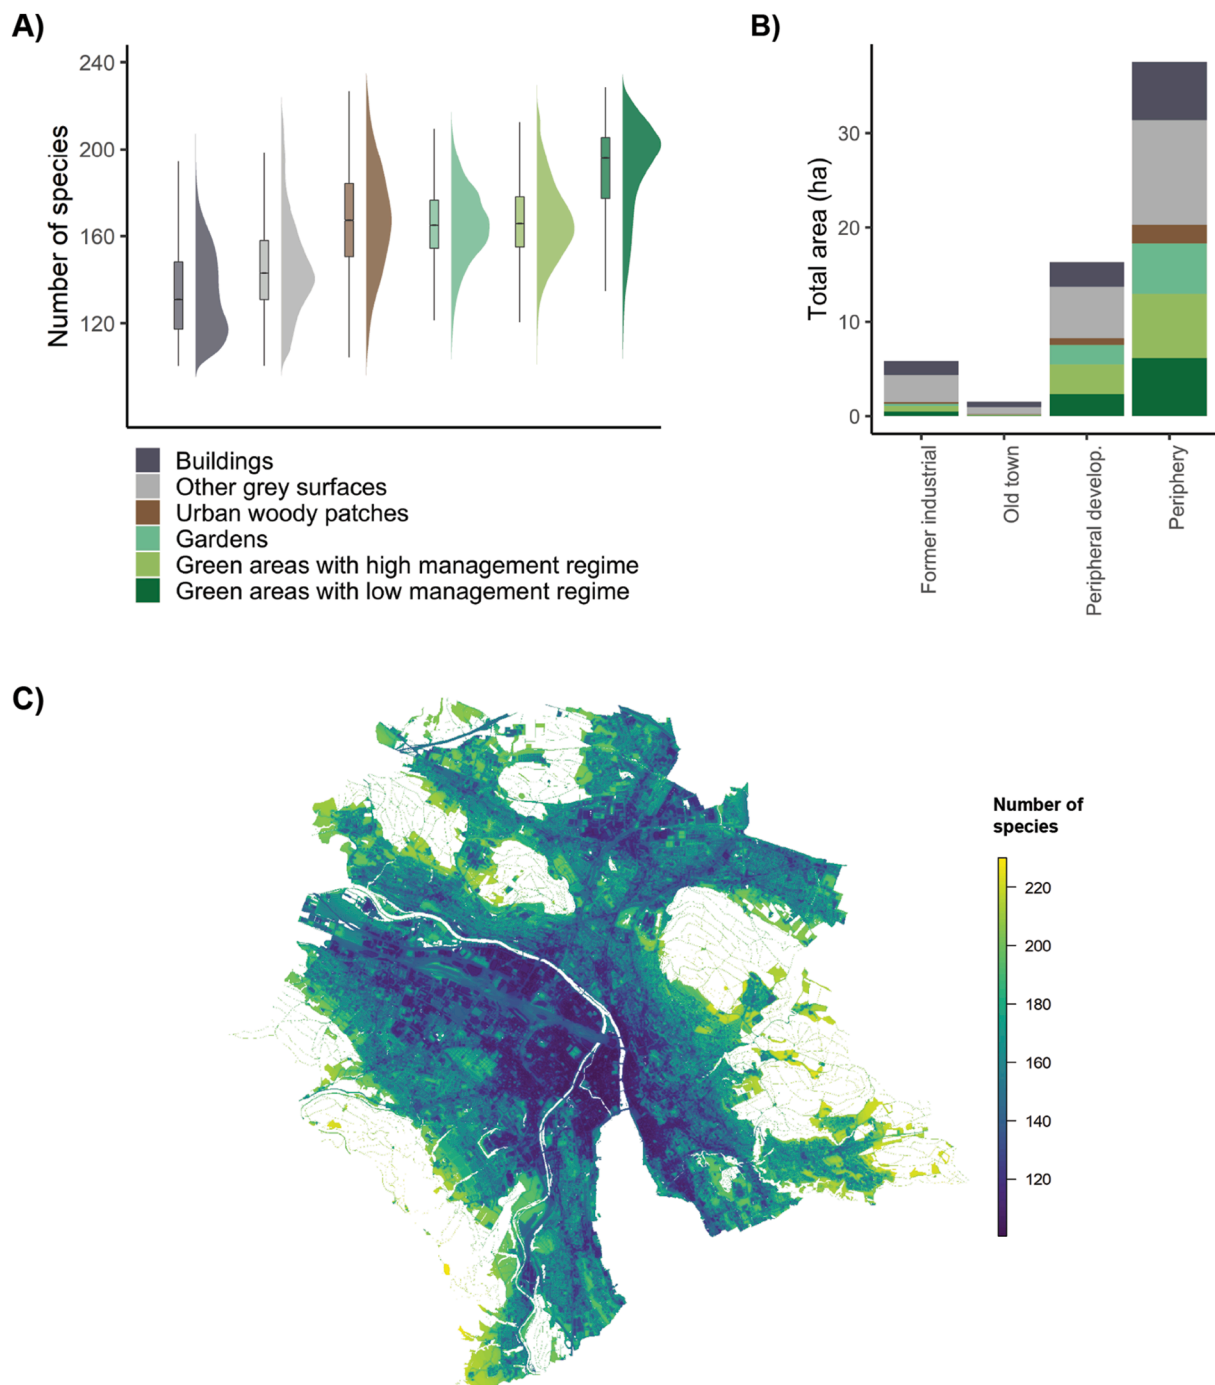 A)
B)
Number of species
240
200
160
120
Total area (ha)
30
20
10
0
Former industrial
Old town
Peripheral develop.
Periphery
Buildings
Other grey surfaces
Urban woody patches
Gardens
Green areas with high management regime
Green areas with low management regime
C)
Number of
species
220
200
180
160
140
120